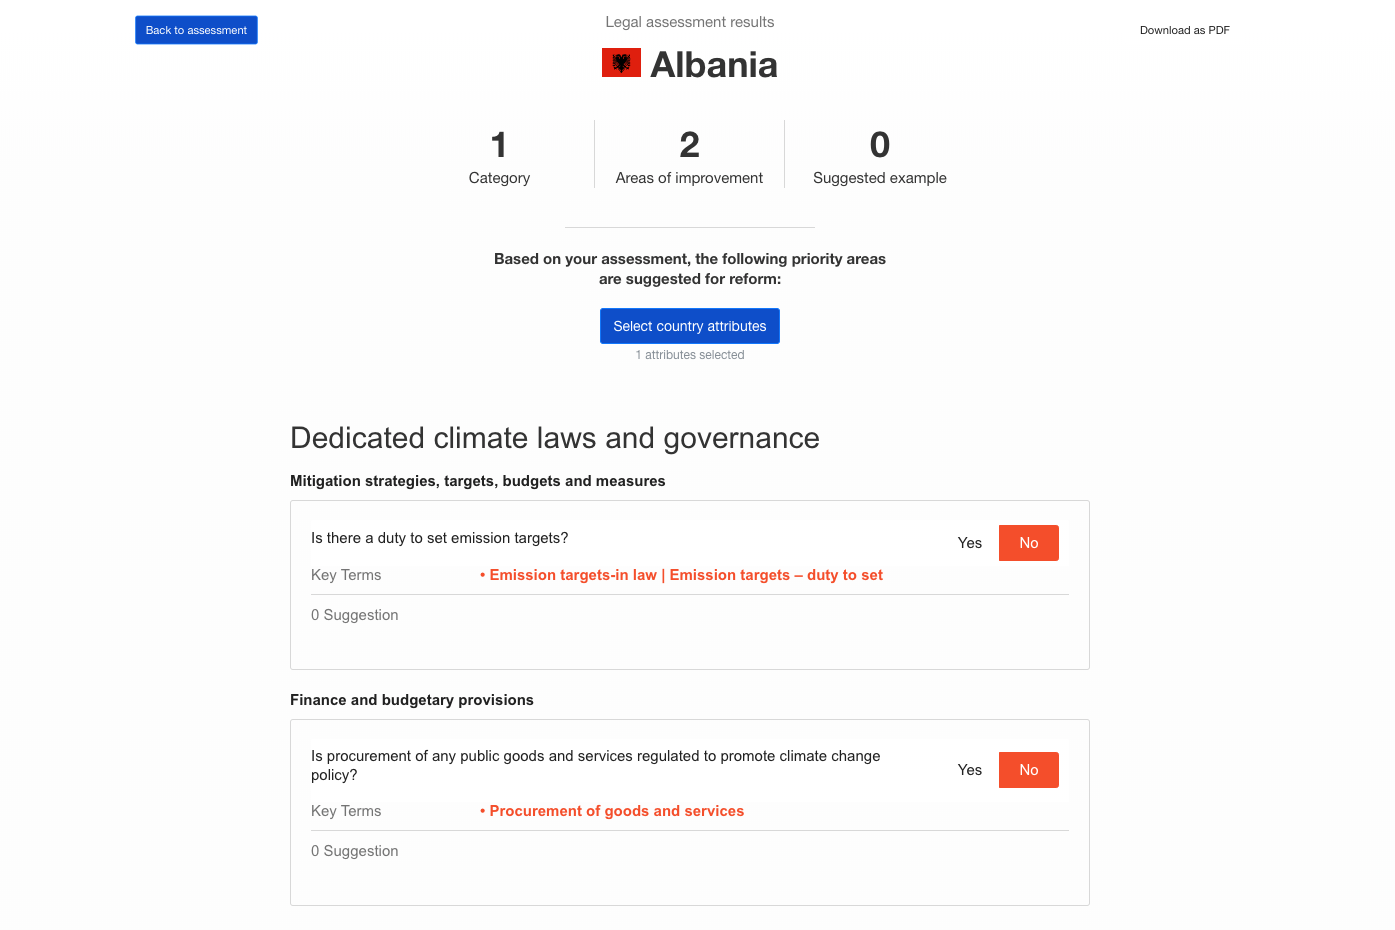 Back to assessment
Legal assessment results
Download as PDF
Albania
1
Category
2
Areas of improvement
0
Suggested example
Based on your assessment, the following priority areas
are suggested for reform:
Select country attributes
1 attributes selected
Dedicated climate laws and governance
Mitigation strategies, targets, budgets and measures
Is there a duty to set emission targets?
Yes
No
Key Terms
• Emission targets-in law | Emission targets – duty to set
0 Suggestion
Finance and budgetary provisions
Is procurement of any public goods and services regulated to promote climate change
policy?
Yes
No
Key Terms
• Procurement of goods and services
0 Suggestion